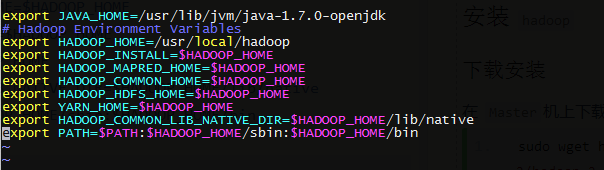 export JAVA_HOME=/usr/lib/jvm/java-1.7.0-openjdk
# Hadoop Environment Variables
export HADOOP_HOME=/usr/local/hadoop
export HADOOP_INSTALL=$HADOOP_HOME
export HADOOP_MAPRED_HOME=$HADOOP_HOME
export HADOOP_COMMON_HOME=$HADOOP_HOME
export HADOOP_HDFS_HOME=$HADOOP_HOME
export YARN_HOME=$HADOOP_HOME
export HADOOP_COMMON_LIB_NATIVE_DIR=$HADOOP_HOME/lib/native
export PATH=$PATH:$HADOOP_HOME/sbin:$HADOOP_HOME/bin
~
~
安装 hadoop
下载安装
在 Master 机上下载
sudo wget h